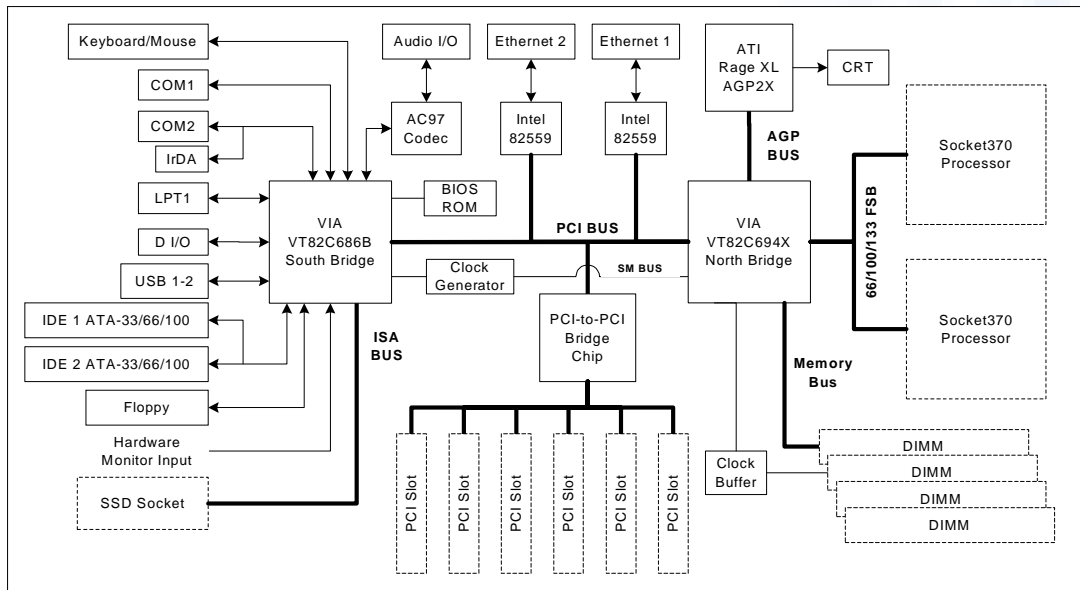 Keyboard/Mouse
COM1
COM2
IrDA
LPT1
D I/O
USB 1-2
IDE 1 ATA-33/66/100
IDE 2 ATA-33/66/100
Floppy
Hardware
Monitor Input
SSD Socket
Audio I/O
AC97
Codec
Ethernet 2
Intel
82559
Ethernet 1
Intel
82559
ATI
Rage XL
AGP2X
CRT
AGP
BUS
VIA
VT82C686B
South Bridge
BIOS
ROM
PCI BUS
Clock
Generator
SM BUS
VIA
VT82C694X
North Bridge
66/100/133 FSB
Socket370
Processor
Socket370
Processor
ISA
BUS
PCI-to-PCI
Bridge
Chip
Memory
Bus
PCI Slot
PCI Slot
PCI Slot
PCI Slot
PCI Slot
PCI Slot
Clock
Buffer
DIMM
DIMM
DIMM
DIMM